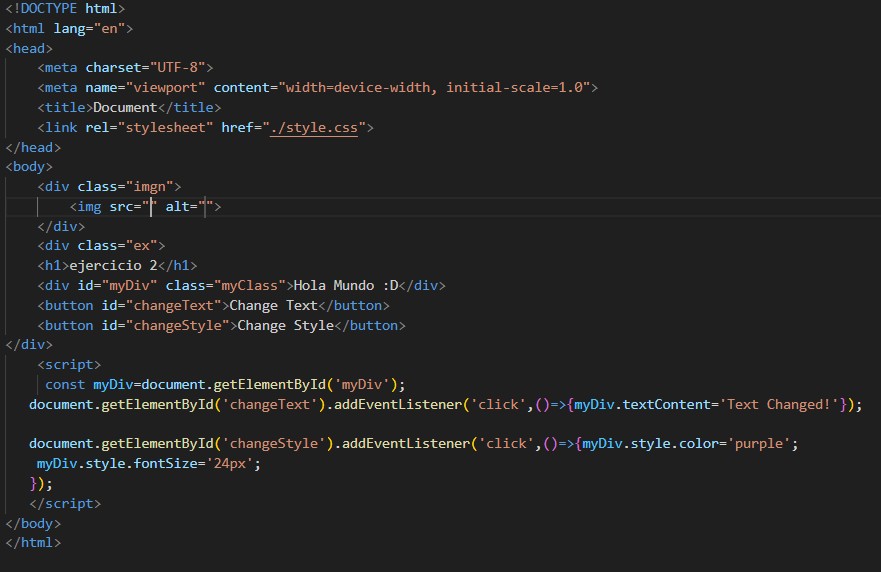 <!DOCTYPE html>
<html lang="en">
<head>
    <meta charset="UTF-8">
    <meta name="viewport" content="width=device-width, initial-scale=1.0">
    <title>Document</title>
    <link rel="stylesheet" href="./style.css">
</head>
<body>
    <div class="imgn">
        <img src="" alt="">
    </div>
    <div class="ex">
    <h1>ejercicio 2</h1>
    <div id="myDiv" class="myClass">Hola Mundo :D</div>
    <button id="changeText">Change Text</button>
    <button id="changeStyle">Change Style</button>
</div>
    <script>
     const myDiv=document.getElementById('myDiv');
   document.getElementById('changeText').addEventListener('click',()=>{myDiv.textContent='Text Changed!'});

   document.getElementById('changeStyle').addEventListener('click',()=>{myDiv.style.color='purple';
    myDiv.style.fontSize='24px';
   });
   </script>
</body>
</html>